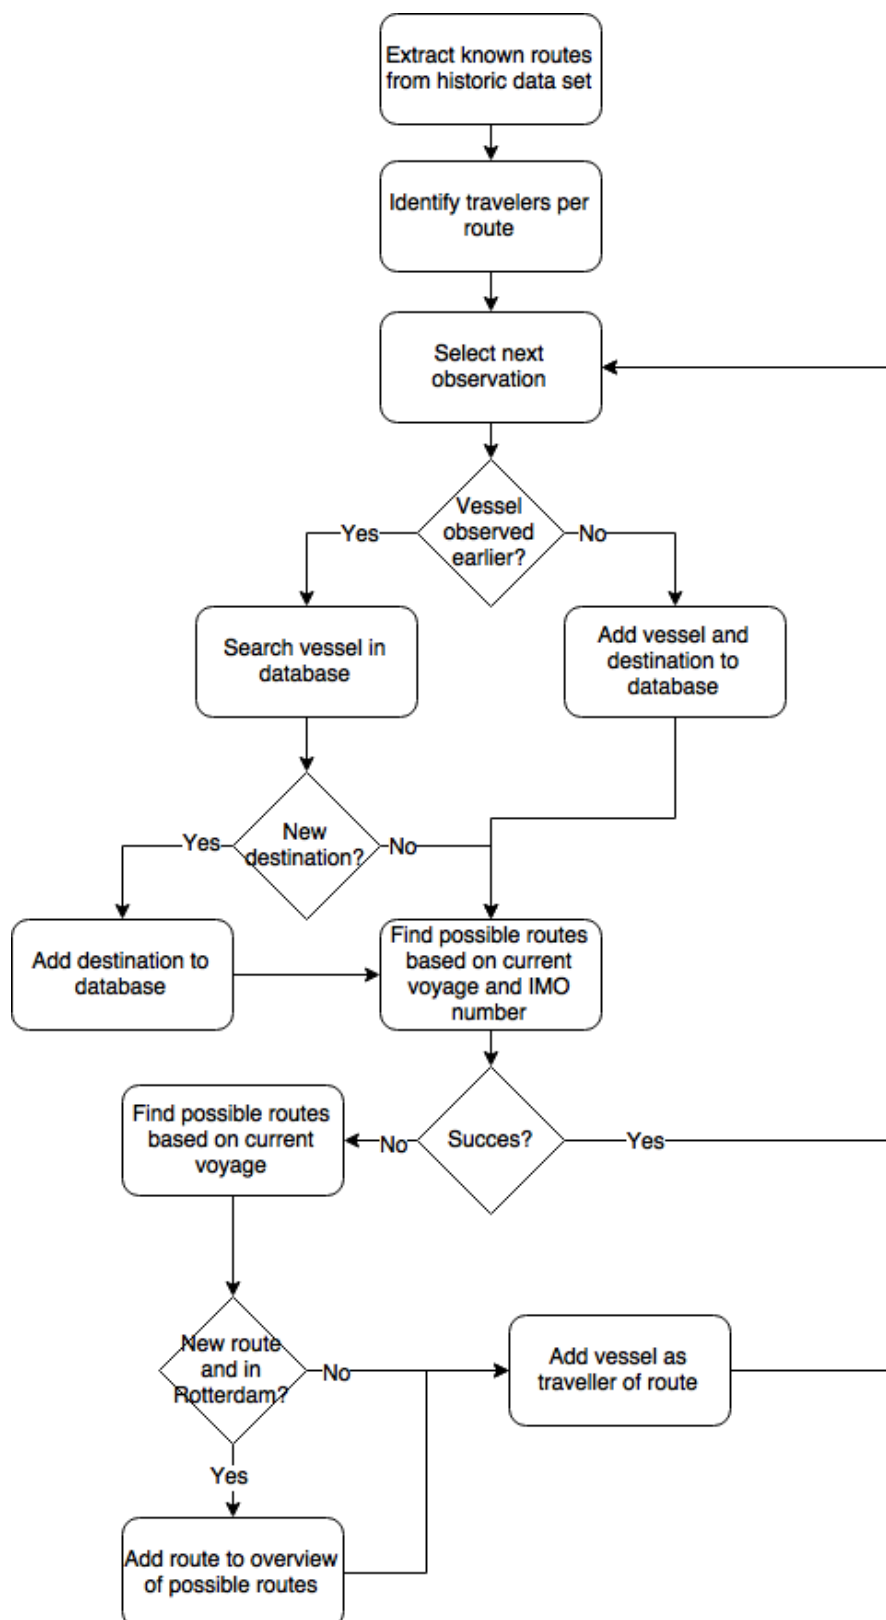 Extract known routes
from historic data set
Identify travelers per
route
Select next
observation
Vessel
observed
earlier?
Yes
No
Search vessel in
database
Add vessel and
destination to
database
New
destination?
Yes
No
Add destination to
database
Find possible routes
based on current
voyage and IMO
number
Succes?
No
Yes
Find possible routes
based on current
voyage
New route
and in
Rotterdam?
No
Yes
Add vessel as
traveller of route
Add route to overview
of possible routes